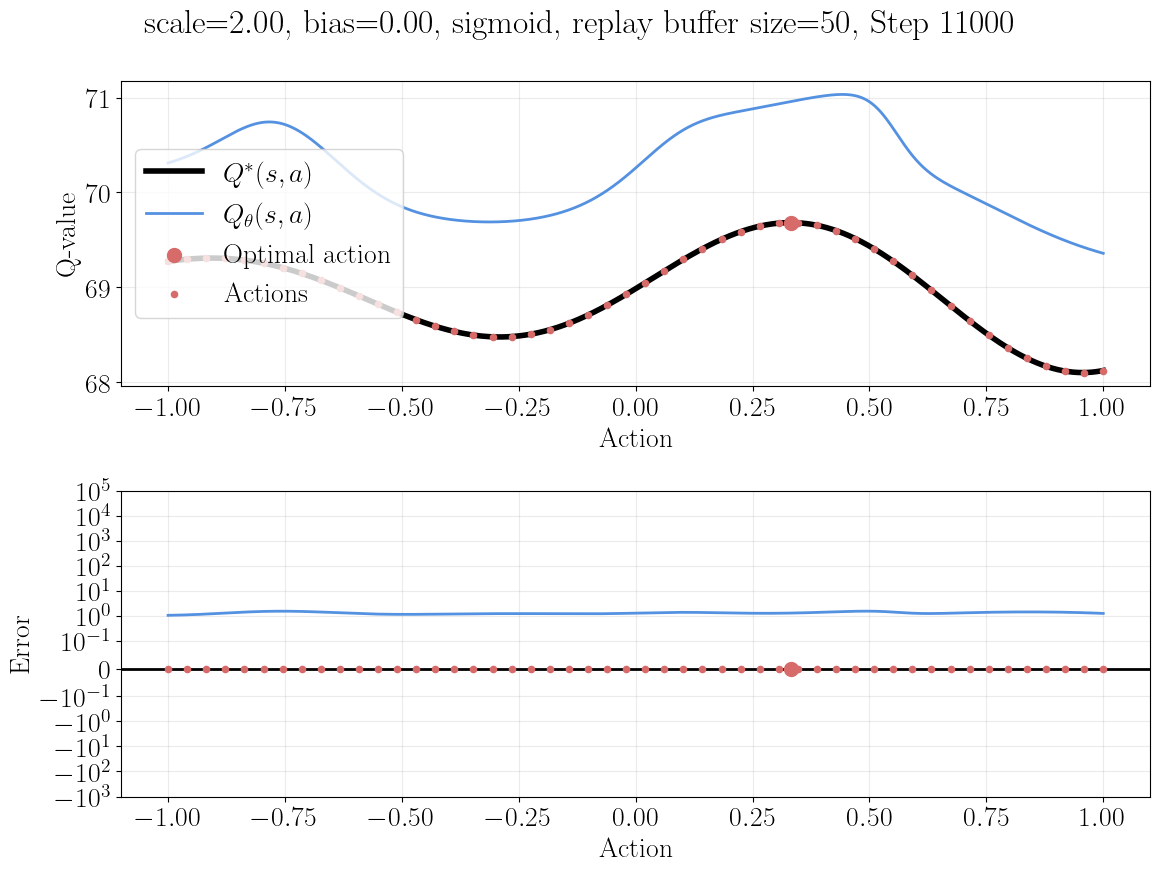 scale=2.00, bias=0.00, sigmoid, replay buffer size=50, Step 11000
71
70
69
68
Q-value
Q*(s, a)
Qθ(s, a)
Optimal action
Actions
−1.00 −0.75 −0.50 −0.25 0.00 0.25 0.50 0.75 1.00
Action
10^5
10^4
10^3
10^2
10^1
10^0
10^−1
0
−10^−1
−10^0
−10^1
−10^2
−10^3
Error
−1.00 −0.75 −0.50 −0.25 0.00 0.25 0.50 0.75 1.00
Action